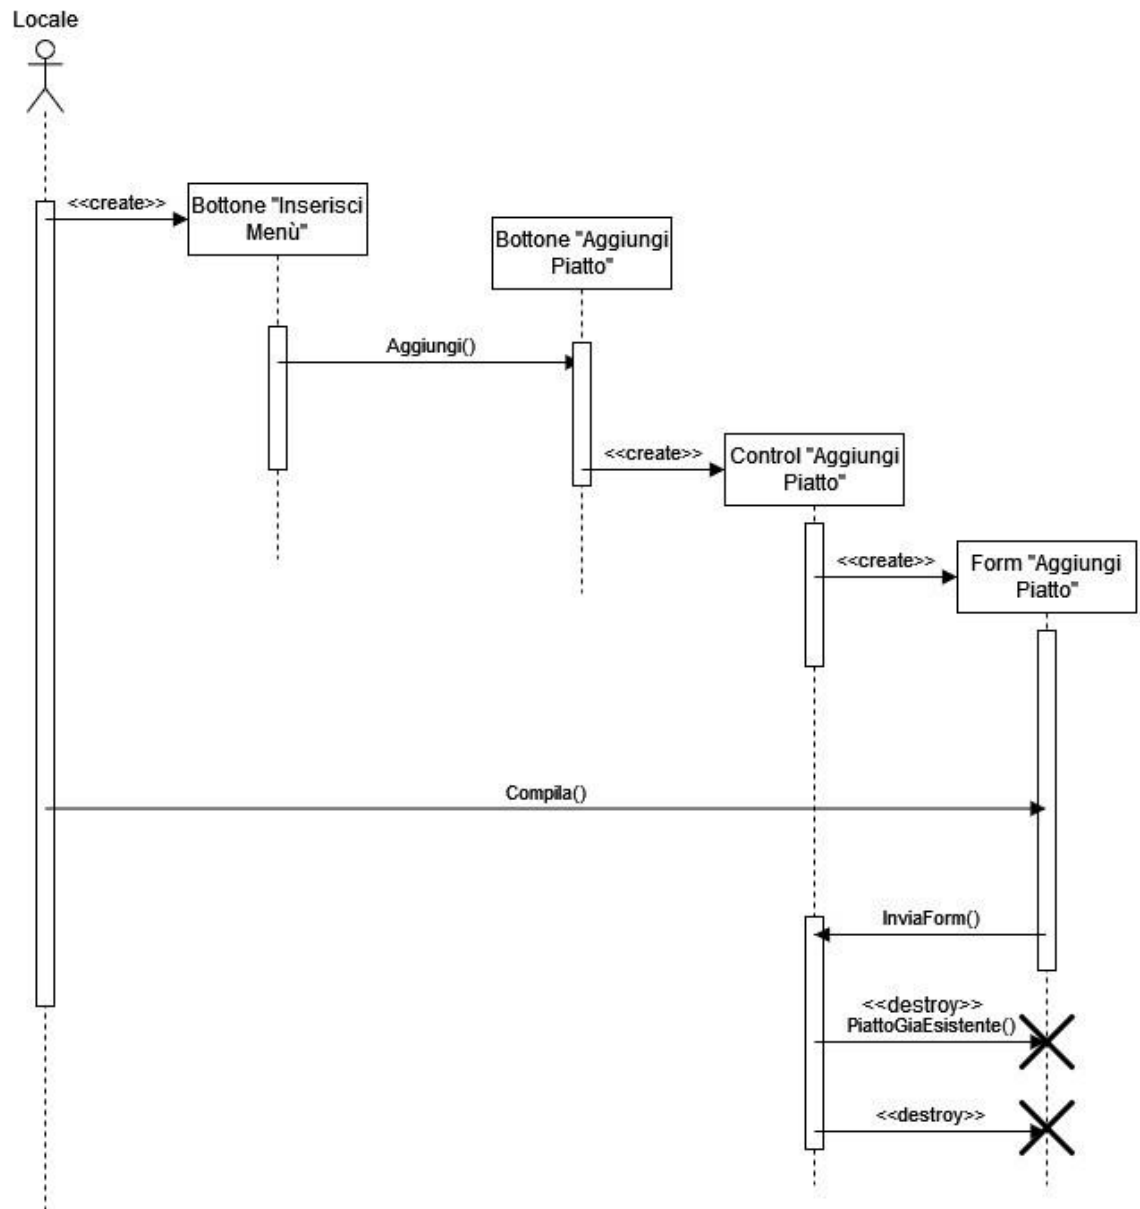 Locale
<<create>>
Bottone "Inserisci
Menù"
Bottone "Aggiungi
Piatto"
Aggiungi()
<<create>>
Control "Aggiungi
Piatto"
<<create>>
Form "Aggiungi
Piatto"
Compila()
InviaForm()
<<destroy>>
PiattoGiaEsistente()
<<destroy>>